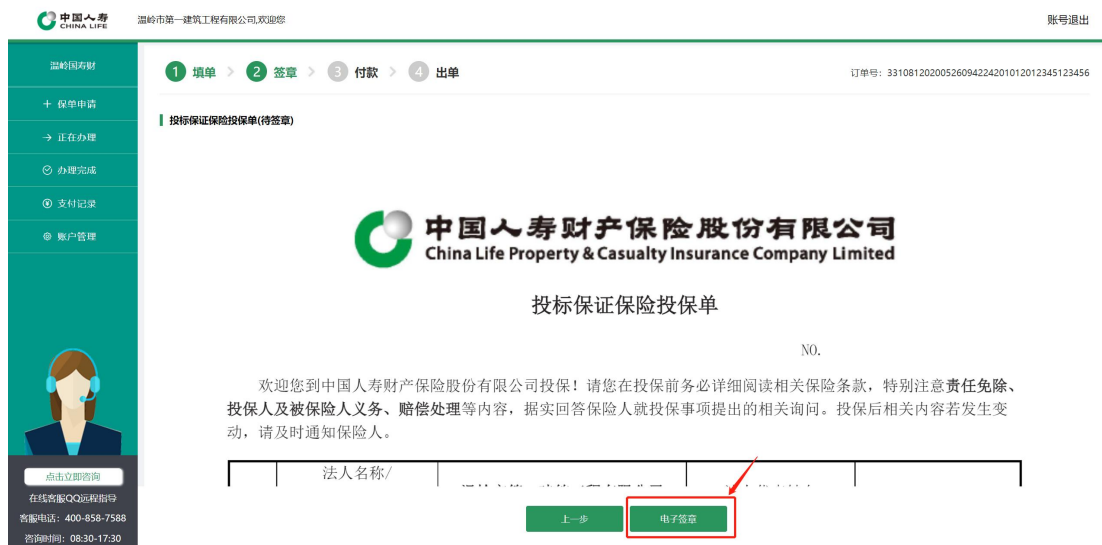 中国人寿
CHINA LIFE
温岭市第一建筑工程有限公司,欢迎您
账号退出
温岭国寿财
+ 保单申请
→ 正在办理
办理完成
支付记录
账户管理
点击立即咨询
在线客服QQ远程指导
客服电话：400-858-7588
咨询时间：08:30-17:30
1 填单 > 2 签章 > 3 付款 > 4 出单
订单号：33108120200526094224201012012345123456
投标保证保险投保单(待签章)
中国人寿财产保险股份有限公司
China Life Property & Casualty Insurance Company Limited
投标保证保险投保单
NO.
欢迎您到中国人寿财产保险股份有限公司投保！请您在投保前务必详细阅读相关保险条款，特别注意责任免除、
投保人及被保险人义务、赔偿处理等内容，据实回答保险人就投保事项提出的相关询问。投保后相关内容若发生变
动，请及时通知保险人。
法人名称/
上一步
电子签章